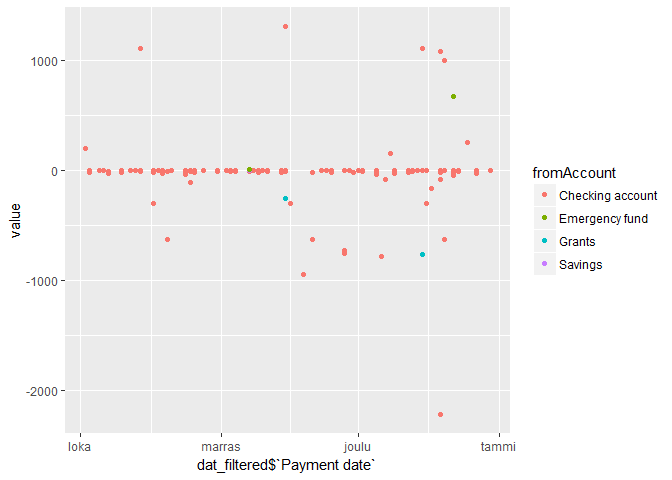 1000
0
-1000
-2000
value
loka
marras
joulu
tammi
dat_filtered$`Payment date`
fromAccount
Checking account
Emergency fund
Grants
Savings